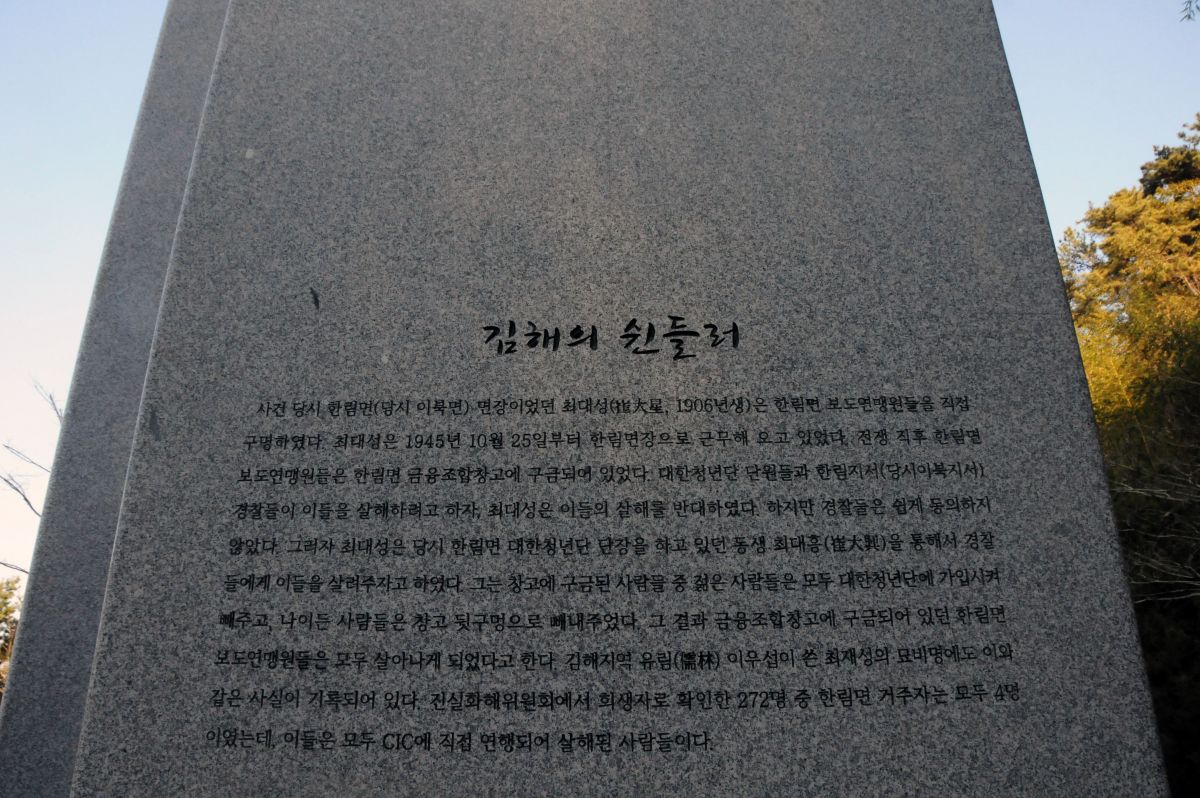 김해의 쉰들러
사건 당시 한림면(당시 이북면) 면장이었던 최대성(崔大星, 1906년생)은 한림면 보도연맹원들을 직접
구명하였다. 최대성은 1945년 10월 25일부터 한림면장으로 근무해 오고 있었다. 전쟁 직후 한림면
보도연맹원들은 한림면 금융조합창고에 구금되어 있었다. 대한청년단 단원들과 한림지서(당시이북지서)
경찰들이 이들을 살해하려고 하자, 최대성은 이들의 살해를 반대하였다. 하지만 경찰들은 쉽게 동의하지
않았다. 그러자 최대성은 당시 한림면 대한청년단 단장을 하고 있던 동생 최대흥(崔大興)을 통해서 경찰
들에게 이들을 살려주자고 하였다. 그는 창고에 구금된 사람들 중 젊은 사람들은 모두 대한청년단에 가입시켜
빼주고, 나이든 사람들은 창고 뒷구멍으로 빼내주었다. 그 결과 금융조합창고에 구금되어 있던 한림면
보도연맹원들은 모두 살아나게 되었다고 한다. 김해지역 유림(儒林) 이우섭이 쓴 최재성의 묘비명에도 이와
같은 사실이 기록되어 있다. 진실화해위원회에서 희생자로 확인한 272명 중 한림면 거주자는 모두 4명
이었는데, 이들은 모두 CIC에 직접 연행되어 살해된 사람들이다.